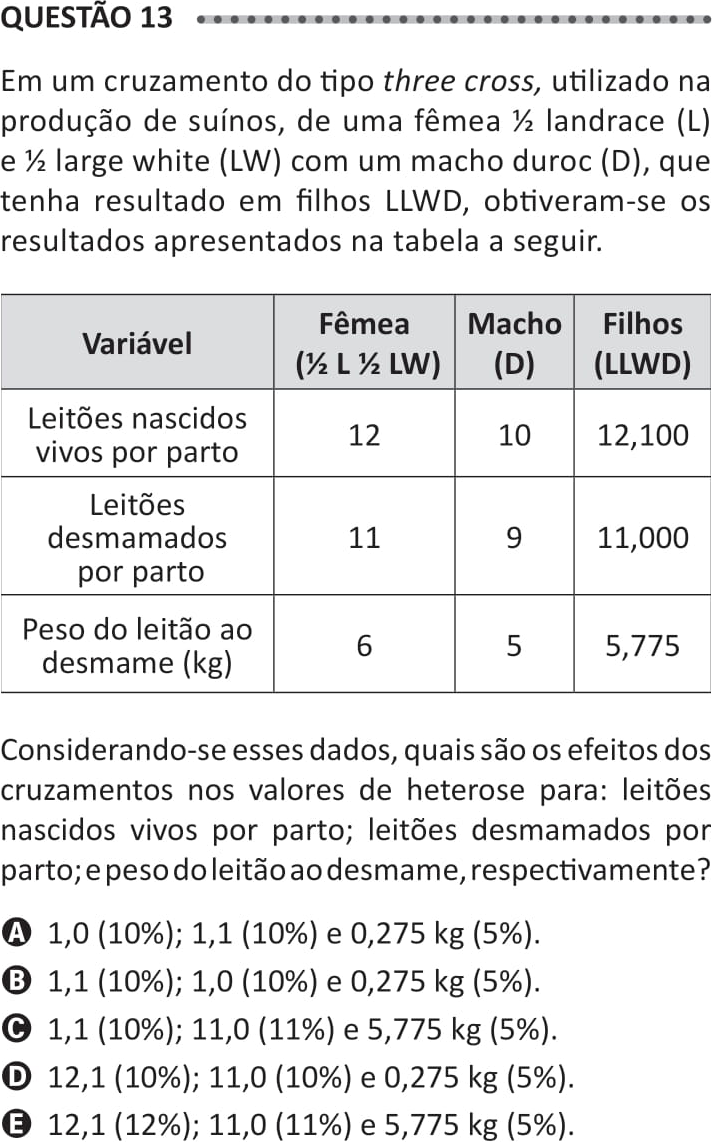 QUESTÃO 13
Em um cruzamento do tipo three cross, utilizado na
produção de suínos, de uma fêmea ½ landrace (L)
e ½ large white (LW) com um macho duroc (D), que
tenha resultado em filhos LLWD, obtiveram-se os
resultados apresentados na tabela a seguir.
Variável
Fêmea
(½ L ½ LW)
Macho
(D)
Filhos
(LLWD)
Leitões nascidos
vivos por parto
12
10
12,100
Leitões
desmamados
por parto
11
9
11,000
Peso do leitão ao
desmame (kg)
6
5
5,775
Considerando-se esses dados, quais são os efeitos dos
cruzamentos nos valores de heterose para: leitões
nascidos vivos por parto; leitões desmamados por
parto; e peso do leitão ao desmame, respectivamente?
A 1,0 (10%); 1,1 (10%) e 0,275 kg (5%).
B 1,1 (10%); 1,0 (10%) e 0,275 kg (5%).
C 1,1 (10%); 11,0 (11%) e 5,775 kg (5%).
D 12,1 (10%); 11,0 (10%) e 0,275 kg (5%).
E 12,1 (12%); 11,0 (11%) e 5,775 kg (5%).